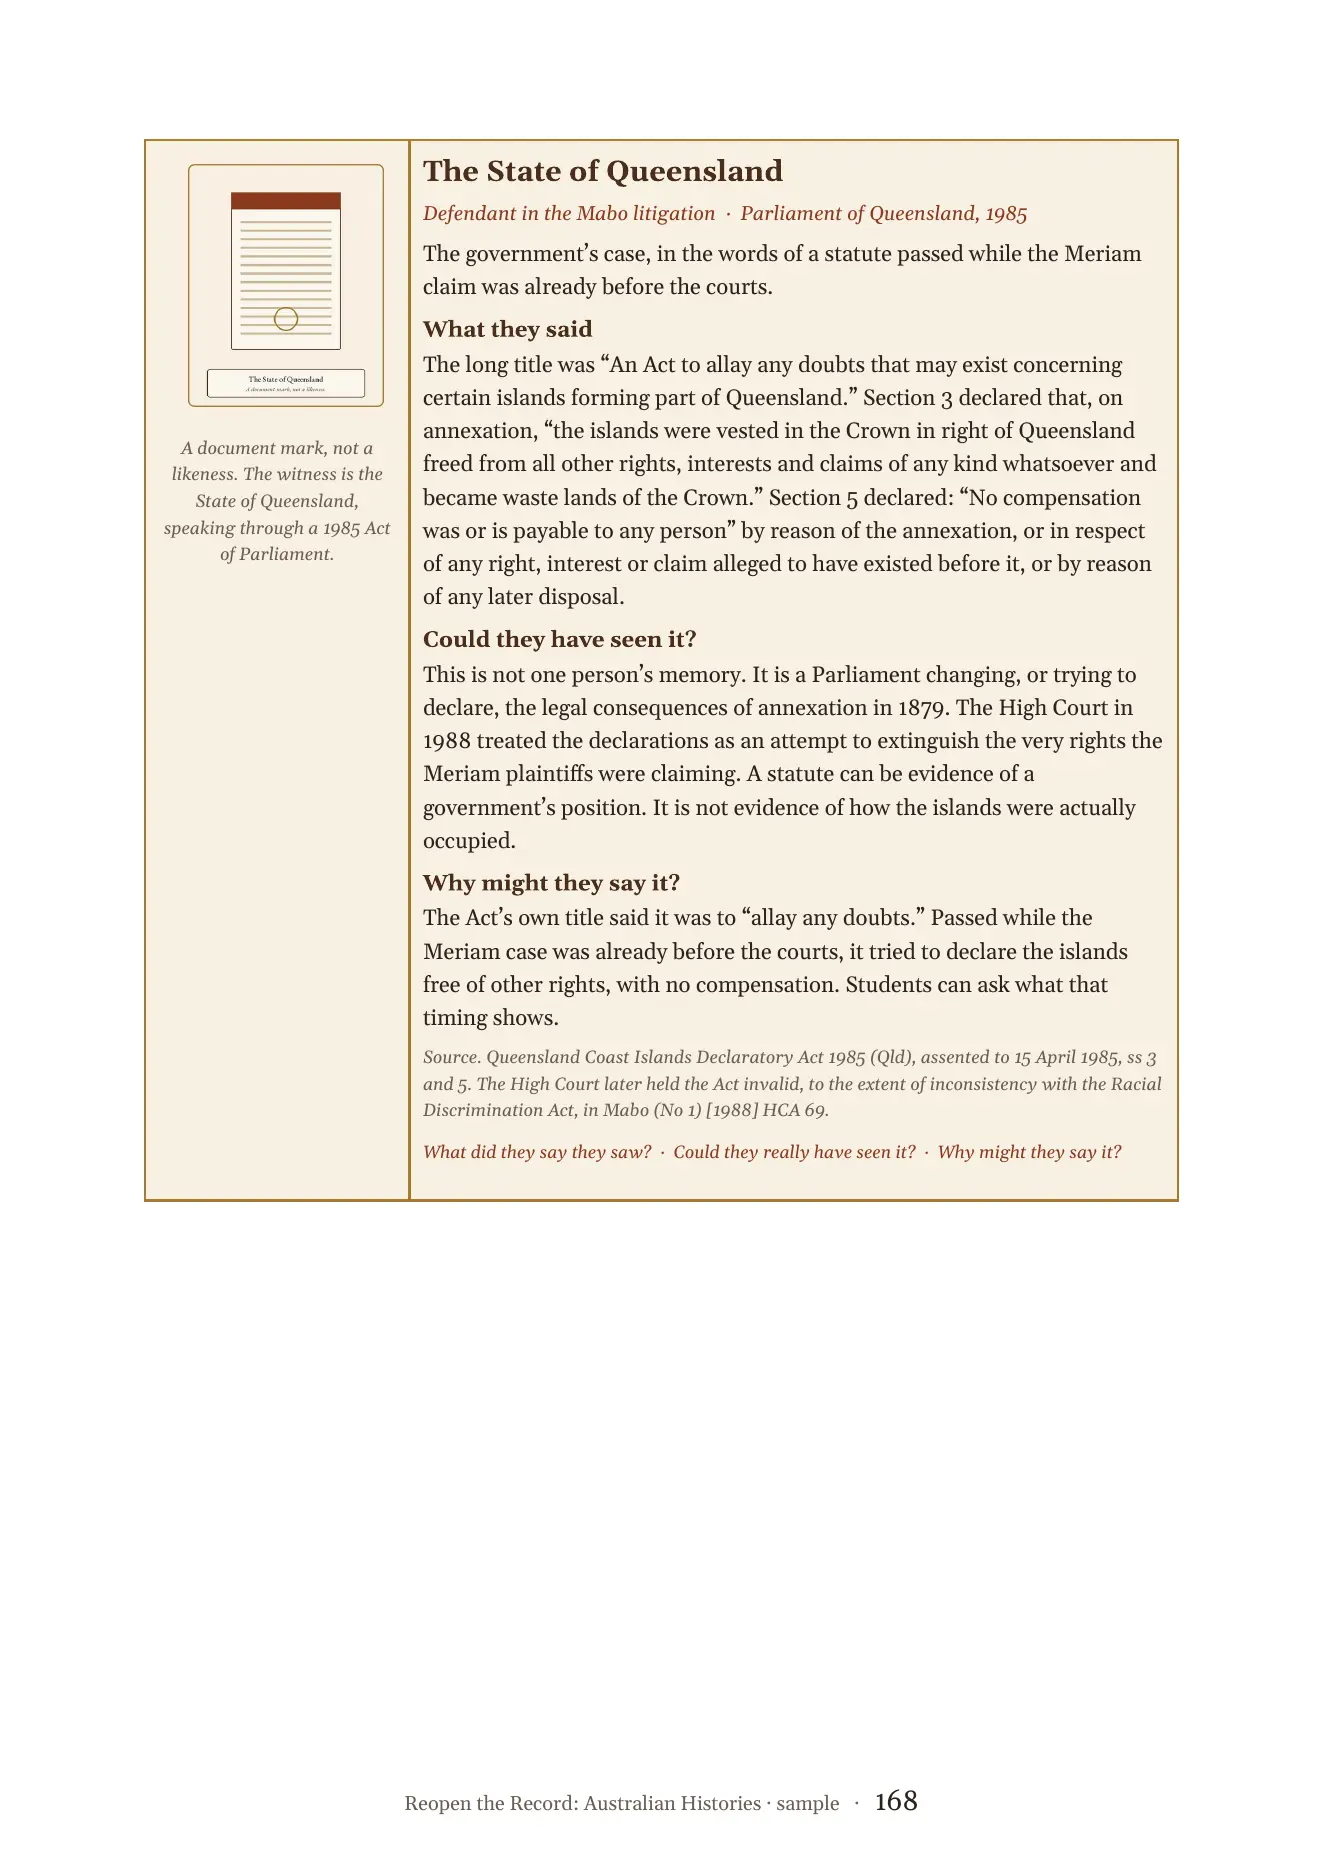 The State of Queensland
A document mark, not a likeness.
A document mark, not a
likeness. The witness is the
State of Queensland,
speaking through a 1985 Act
of Parliament.
The State of Queensland
Defendant in the Mabo litigation · Parliament of Queensland, 1985
The government’s case, in the words of a statute passed while the Meriam
claim was already before the courts.
What they said
The long title was “An Act to allay any doubts that may exist concerning
certain islands forming part of Queensland.” Section 3 declared that, on
annexation, “the islands were vested in the Crown in right of Queensland
freed from all other rights, interests and claims of any kind whatsoever and
became waste lands of the Crown.” Section 5 declared: “No compensation
was or is payable to any person” by reason of the annexation, or in respect
of any right, interest or claim alleged to have existed before it, or by reason
of any later disposal.
Could they have seen it?
This is not one person’s memory. It is a Parliament changing, or trying to
declare, the legal consequences of annexation in 1879. The High Court in
1988 treated the declarations as an attempt to extinguish the very rights the
Meriam plaintiffs were claiming. A statute can be evidence of a
government’s position. It is not evidence of how the islands were actually
occupied.
Why might they say it?
The Act’s own title said it was to “allay any doubts.” Passed while the
Meriam case was already before the courts, it tried to declare the islands
free of other rights, with no compensation. Students can ask what that
timing shows.
Source. Queensland Coast Islands Declaratory Act 1985 (Qld), assented to 15 April 1985, ss 3
and 5. The High Court later held the Act invalid, to the extent of inconsistency with the Racial
Discrimination Act, in Mabo (No 1) [1988] HCA 69.
What did they say they saw? · Could they really have seen it? · Why might they say it?
Reopen the Record: Australian Histories · sample · 168